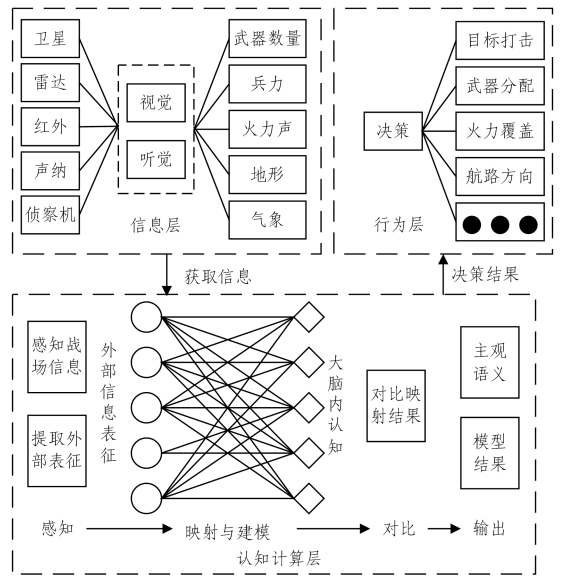 卫星
雷达
红外
声纳
侦察机
视觉
听觉
武器数量
兵力
火力声
地形
气象
信息层
决策
目标打击
武器分配
火力覆盖
航路方向
行为层
获取信息
决策结果
感知战
场信息
提取外
部表征
外部信息表征
大脑内认知
对比映
射结果
主观
语义
模型
结果
感知
映射与建模
对比
输出
认知计算层